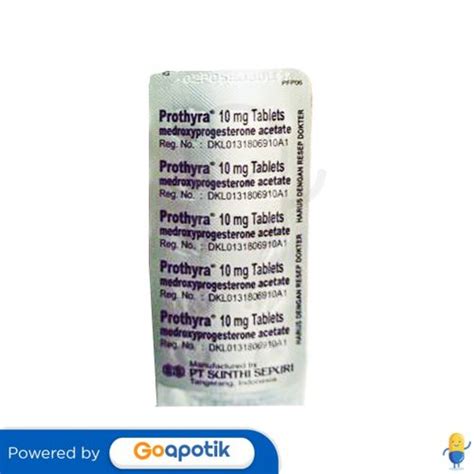 PFP06
Prothyra® 10 mg Tablets
medroxyprogesterone acetate
Reg. No. : DKL0131806910A1
Prothyra® 10 mg Tablets
medroxyprogesterone acetate
Reg. No. : DKL0131806910A1
Prothyra® 10 mg Tablets
medroxyprogesterone acetate
Reg. No. : DKL0131806910A1
Prothyra® 10 mg Tablets
medroxyprogesterone acetate
Reg. No. : DKL0131806910A1
Prothyra® 10 mg Tablets
medroxyprogesterone acetate
Reg. No. : DKL0131806910A1
Manufactured by
PT SUNTHI SEPURI
Tangerang, Indonesia
HARUS DENGAN RESEP DOKTER
HARUS DENGAN RESEP DOKTER
Powered by Goapotik